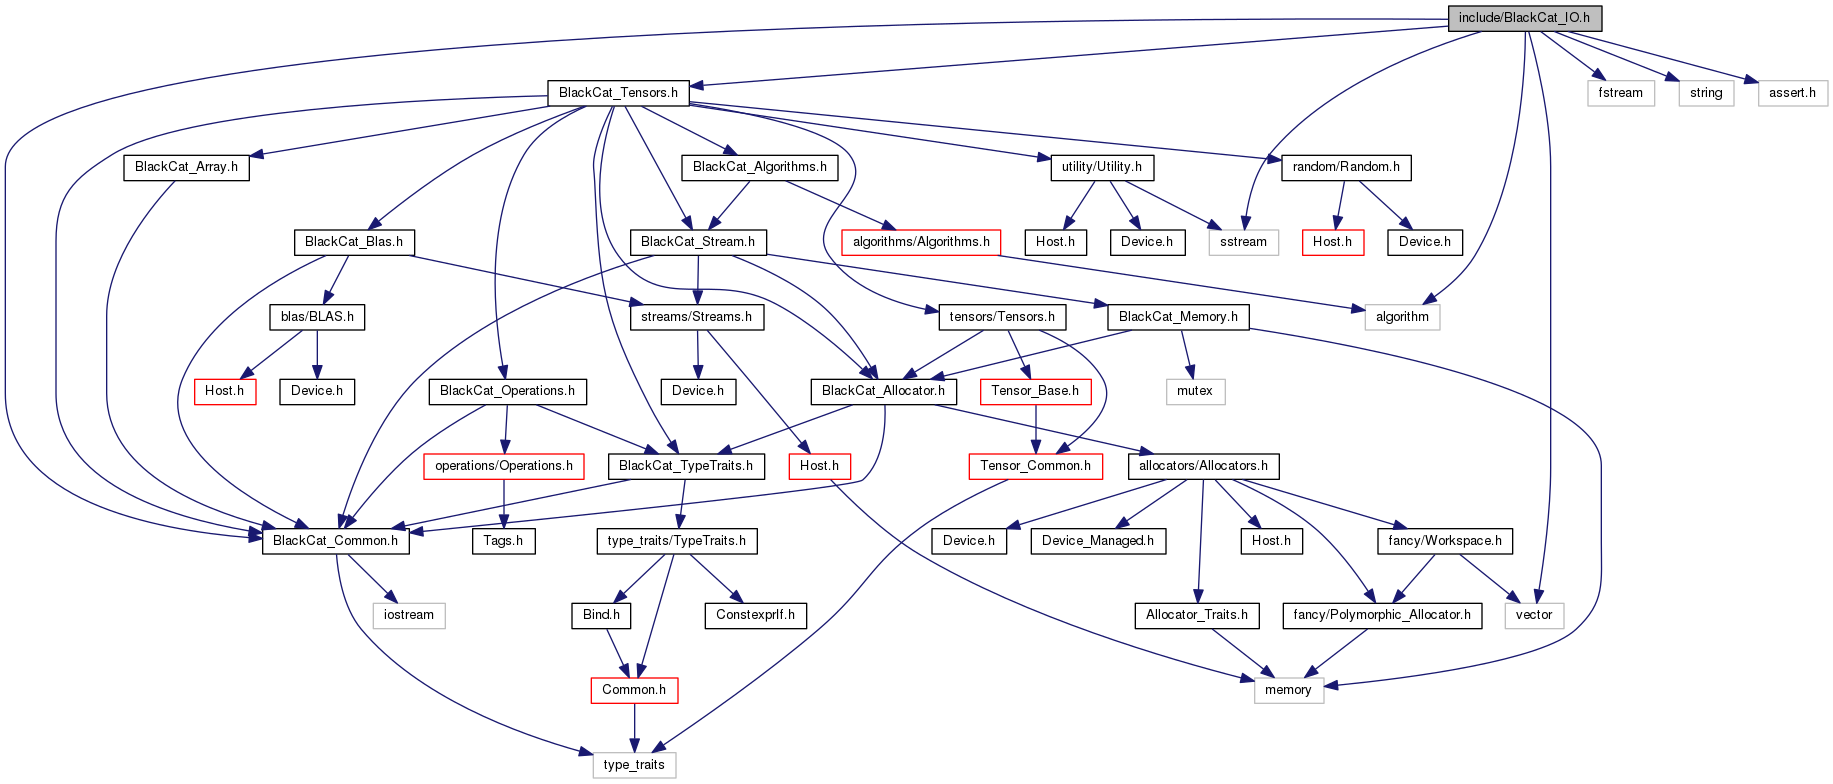 include/BlackCat_IO.h
BlackCat_Tensors.h
fstream
string
assert.h
BlackCat_Array.h
BlackCat_Algorithms.h
utility/Utility.h
random/Random.h
BlackCat_Blas.h
BlackCat_Stream.h
algorithms/Algorithms.h
Host.h
Device.h
sstream
Host.h
Device.h
blas/BLAS.h
streams/Streams.h
tensors/Tensors.h
BlackCat_Memory.h
algorithm
Host.h
Device.h
BlackCat_Operations.h
Device.h
BlackCat_Allocator.h
Tensor_Base.h
mutex
operations/Operations.h
BlackCat_TypeTraits.h
Host.h
Tensor_Common.h
allocators/Allocators.h
BlackCat_Common.h
Tags.h
type_traits/TypeTraits.h
Device.h
Device_Managed.h
Host.h
fancy/Workspace.h
iostream
Bind.h
ConstexprIf.h
Allocator_Traits.h
fancy/Polymorphic_Allocator.h
vector
Common.h
memory
type_traits